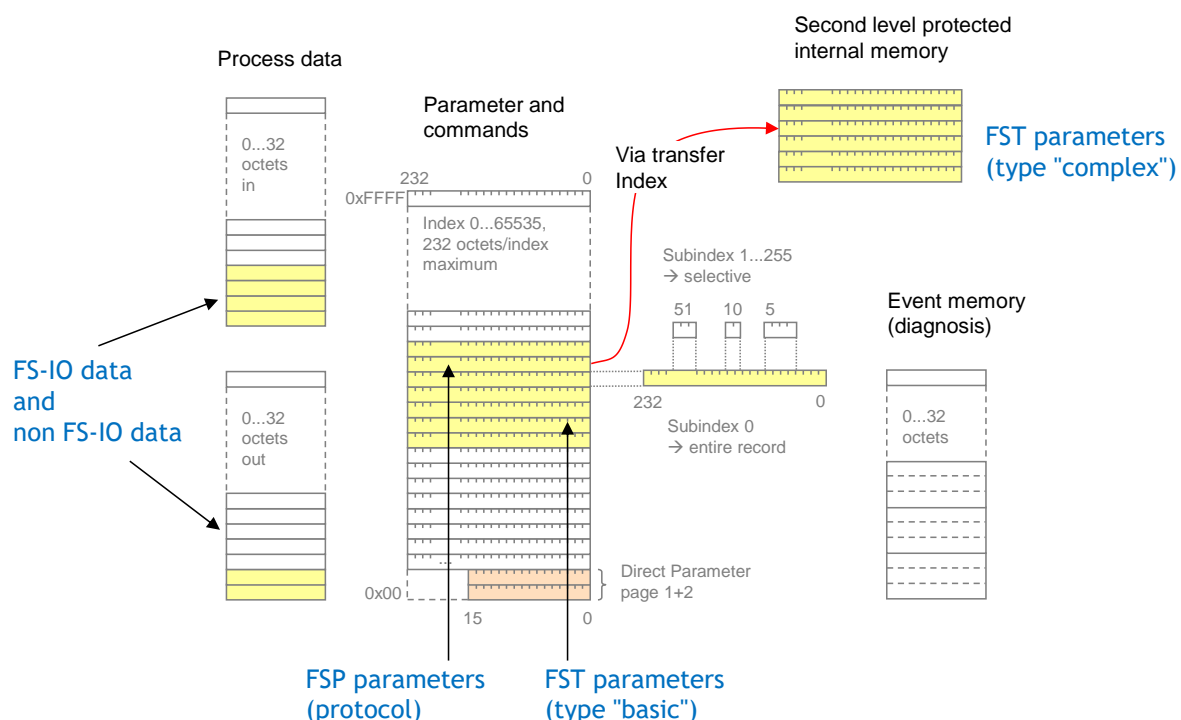 Process data
0...32
octets
in
FS-IO data
and
non FS-IO data
0...32
octets
out
Parameter and
commands
232
0
0xFFFF
Index 0...65535,
232 octets/index
maximum
...
0x00
15
0
Direct Parameter
page 1+2
FSP parameters
(protocol)
FST parameters
(type "basic")
Via transfer
Index
Second level protected
internal memory
FST parameters
(type "complex")
Subindex 1...255
→ selective
51
10
5
232
0
Subindex 0
→ entire record
Event memory
(diagnosis)
0...32
octets